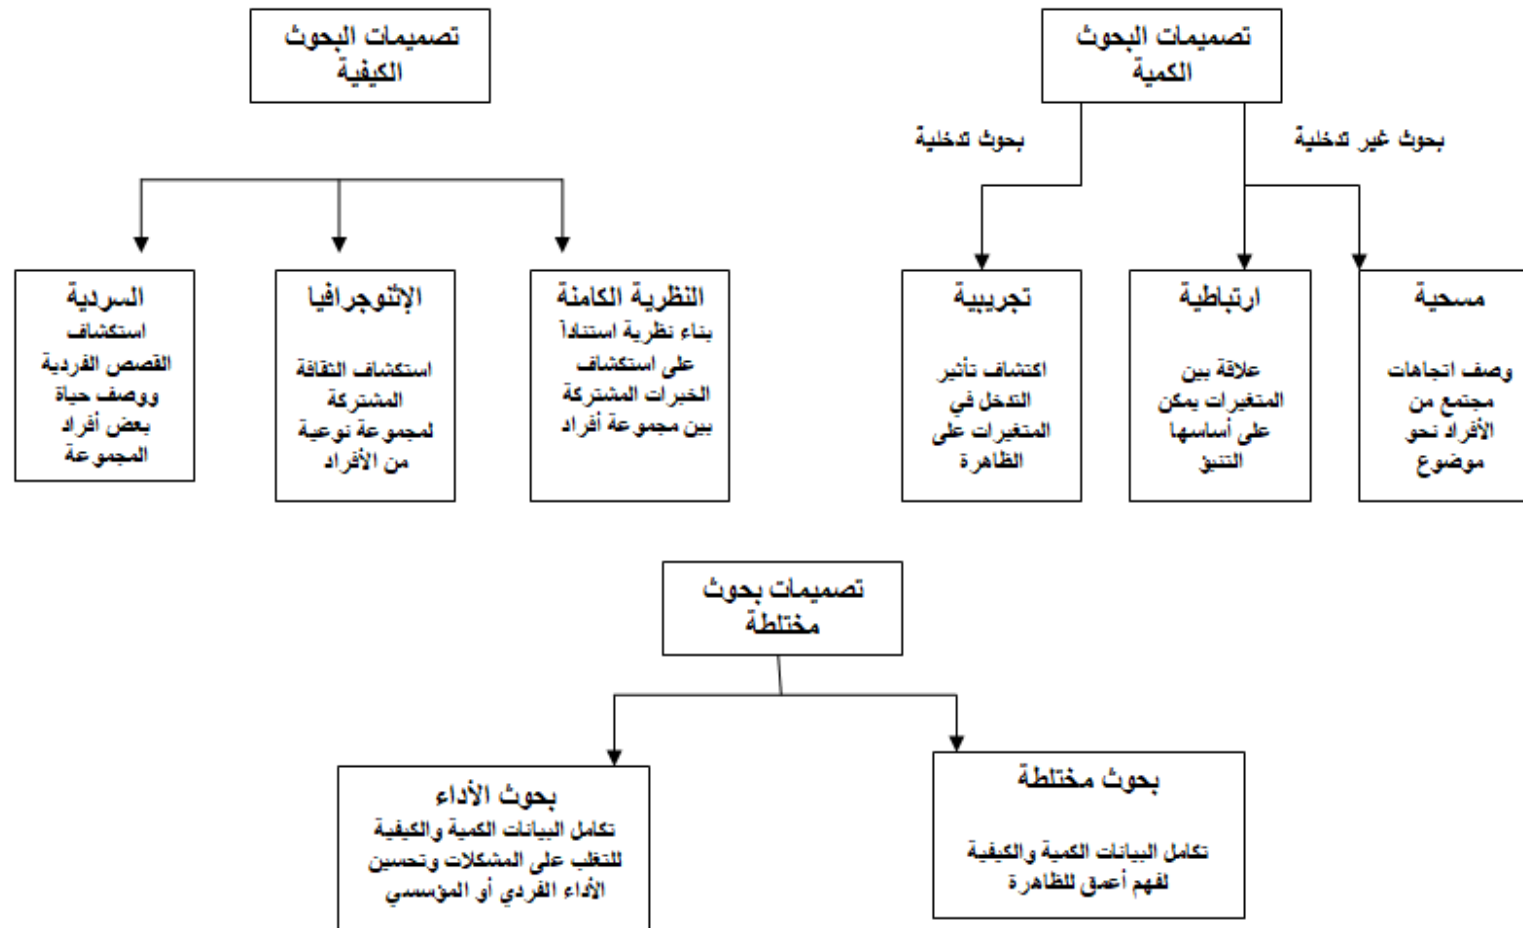 تصميمات البحوث
الكمية
بحوث غير تدخلية
بحوث تدخلية
مسحية
وصف اتجاهات
مجتمع من
الأفراد نحو
موضوع
ارتباطية
علاقة بين
المتغيرات يمكن
على أساسها
التنبؤ
تجريبية
اكتشاف تأثير
التدخل في
المتغيرات على
الظاهرة
تصميمات البحوث
الكيفية
النظرية الكامنة
بناء نظرية استناداً
على استكشاف
الخبرات المشتركة
بين مجموعة أفراد
الإثنوجرافيا
استكشاف الثقافة
المشتركة
لمجموعة نوعية
من الأفراد
السردية
استكشاف
القصص الفردية
ووصف حياة
بعض أفراد
المجموعة
تصميمات بحوث
مختلطة
بحوث مختلطة
تكامل البيانات الكمية والكيفية
لفهم أعمق للظاهرة
بحوث الأداء
تكامل البيانات الكمية والكيفية
للتغلب على المشكلات وتحسين
الأداء الفردي أو المؤسسي